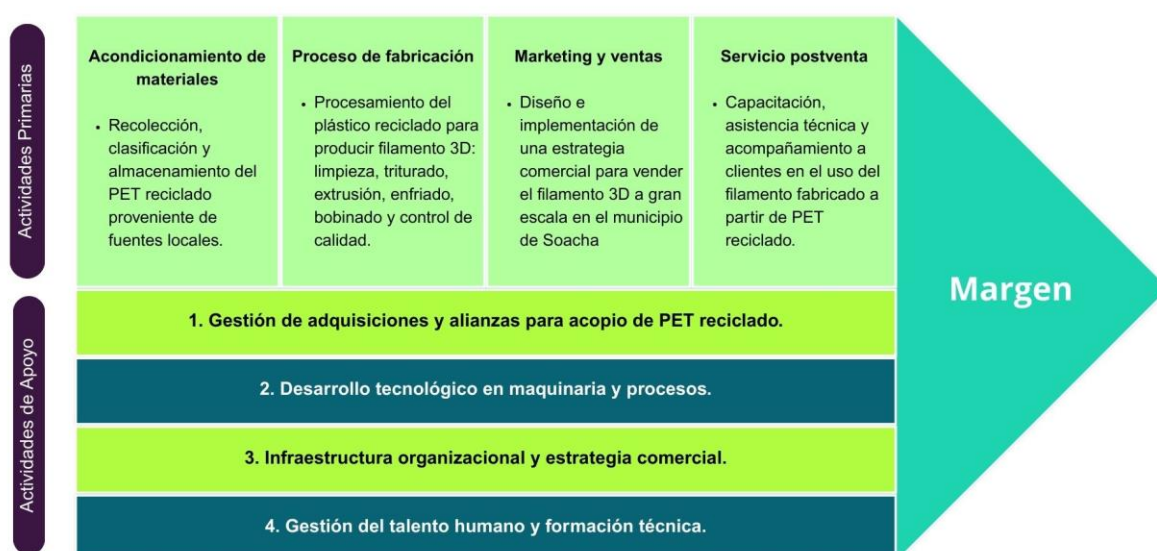 Actividades Primarias
Acondicionamiento de
materiales
• Recolección,
clasificación y
almacenamiento del
PET reciclado
proveniente de
fuentes locales.
Proceso de fabricación
• Procesamiento del
plástico reciclado para
producir filamento 3D:
limpieza, triturado,
extrusión, enfriado,
bobinado y control de
calidad.
Marketing y ventas
• Diseño e
implementación de
una estrategia
comercial para vender
el filamento 3D a gran
escala en el municipio
de Soacha
Servicio postventa
• Capacitación,
asistencia técnica y
acompañamiento a
clientes en el uso del
filamento fabricado a
partir de PET
reciclado.
Margen
Actividades de Apoyo
1. Gestión de adquisiciones y alianzas para acopio de PET reciclado.
2. Desarrollo tecnológico en maquinaria y procesos.
3. Infraestructura organizacional y estrategia comercial.
4. Gestión del talento humano y formación técnica.